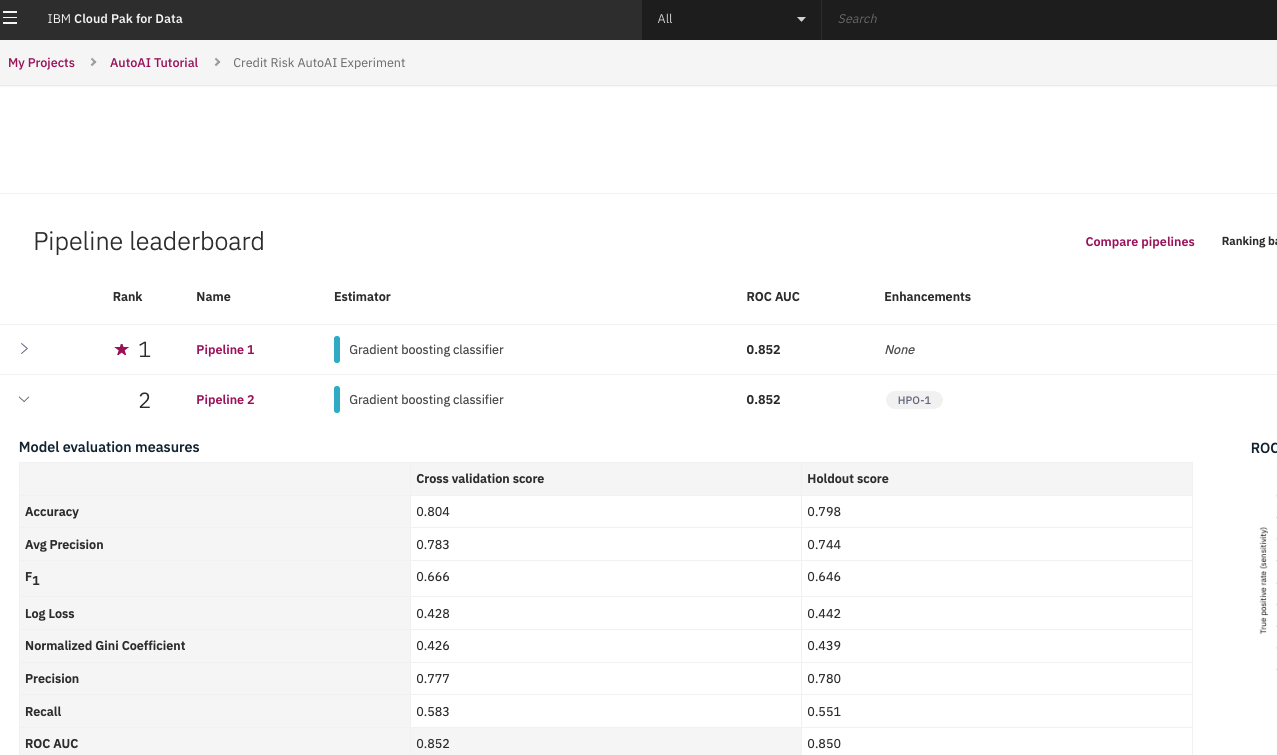 IBM Cloud Pak for Data All Search
My Projects AutoAI Tutorial Credit Risk AutoAI Experiment
Pipeline leaderboard
Compare pipelines Ranking ba
Rank Name Estimator ROC AUC Enhancements
1 Pipeline 1 Gradient boosting classifier 0.852 None
2 Pipeline 2 Gradient boosting classifier 0.852 HPO-1
Model evaluation measures
ROC
Cross validation score Holdout score
Accuracy 0.804 0.798
Avg Precision 0.783 0.744
F1 0.666 0.646
Log Loss 0.428 0.442
Normalized Gini Coefficient 0.426 0.439
Precision 0.777 0.780
Recall 0.583 0.551
ROC AUC 0.852 0.850
True positive rate (sensitivity)